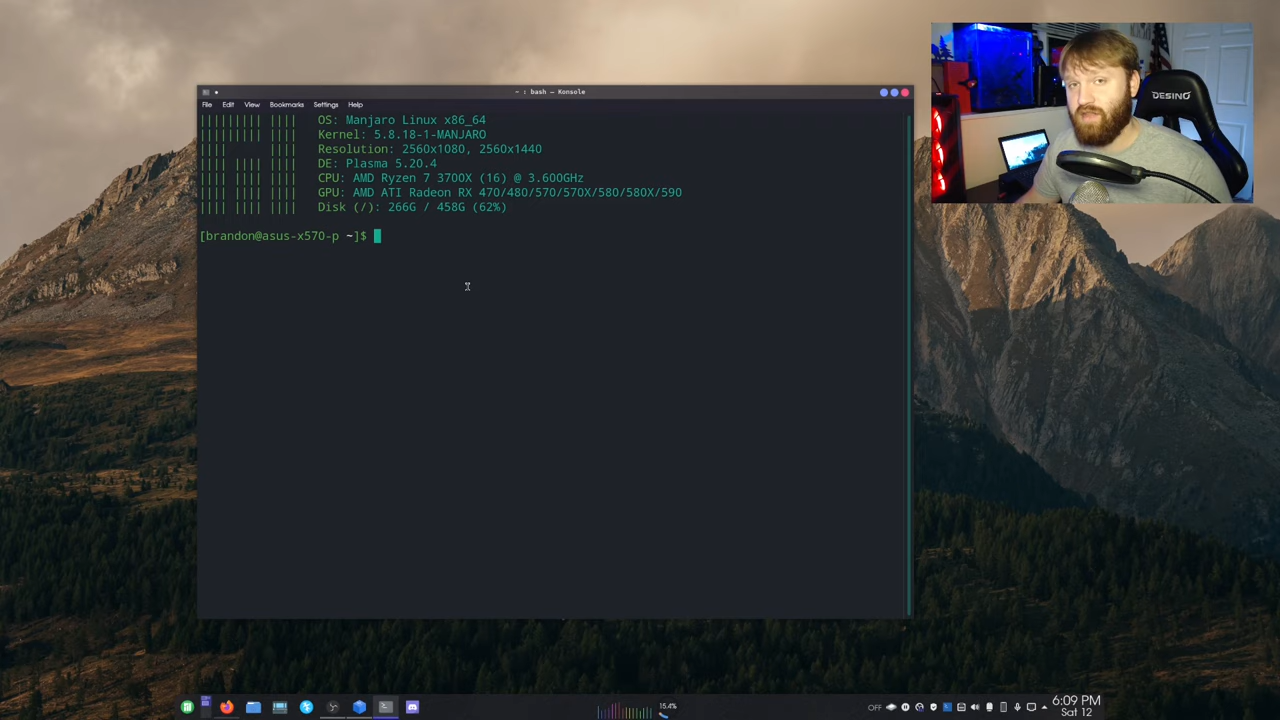 ~ : bash — Konsole
File Edit View Bookmarks Settings Help
OS: Manjaro Linux x86_64
Kernel: 5.8.18-1-MANJARO
Resolution: 2560x1080, 2560x1440
DE: Plasma 5.20.4
CPU: AMD Ryzen 7 3700X (16) @ 3.600GHz
GPU: AMD ATI Radeon RX 470/480/570/570X/580/580X/590
Disk (/): 266G / 458G (62%)
[brandon@asus-x570-p ~]$
DESINO
15.4%
OFF
6:09 PM
Sat 12